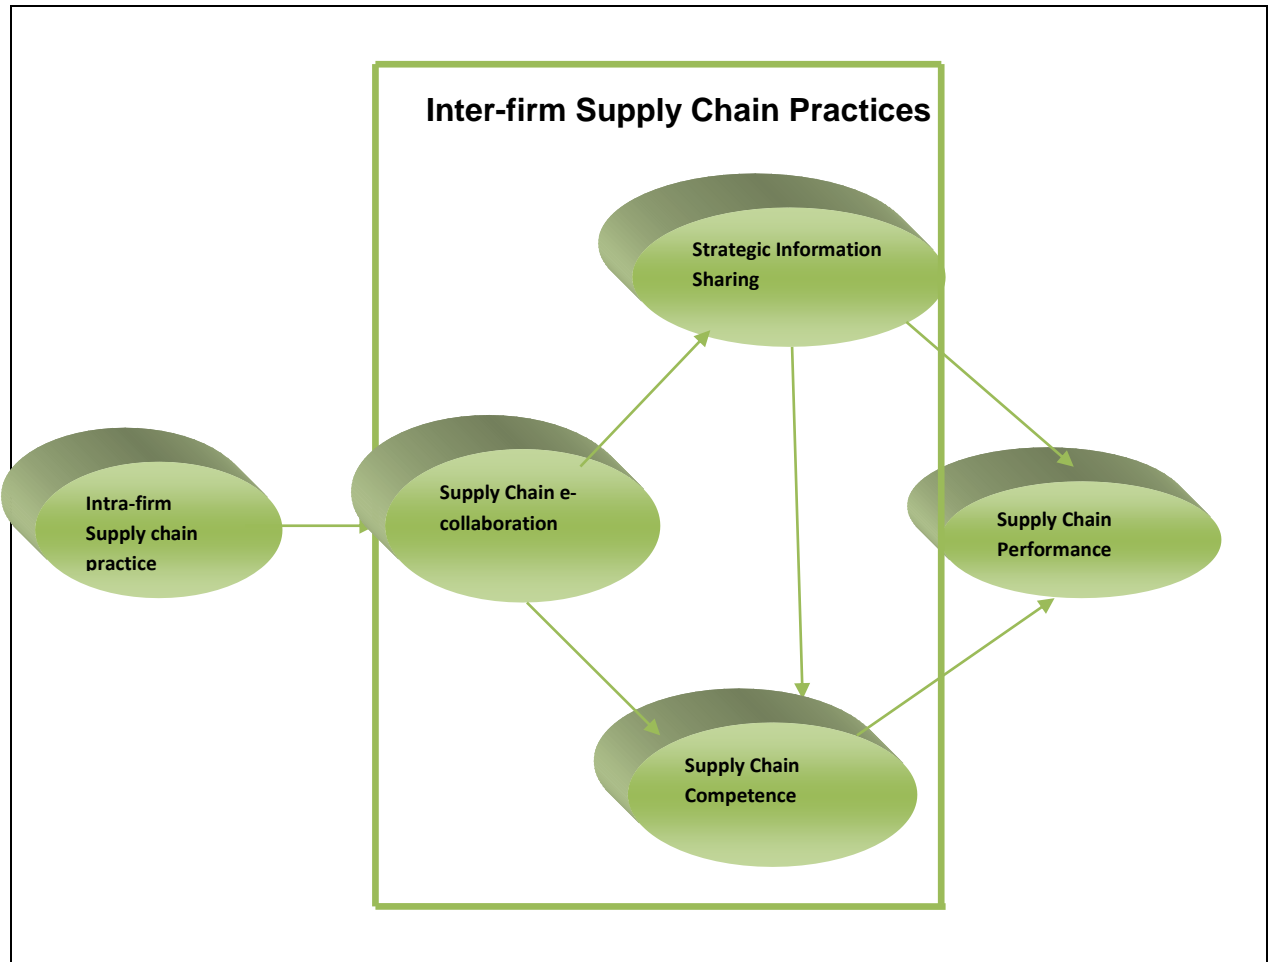 Inter-firm Supply Chain Practices
Strategic Information
Sharing
Supply Chain e-
collaboration
Intra-firm
Supply chain
practice
Supply Chain
Performance
Supply Chain
Competence